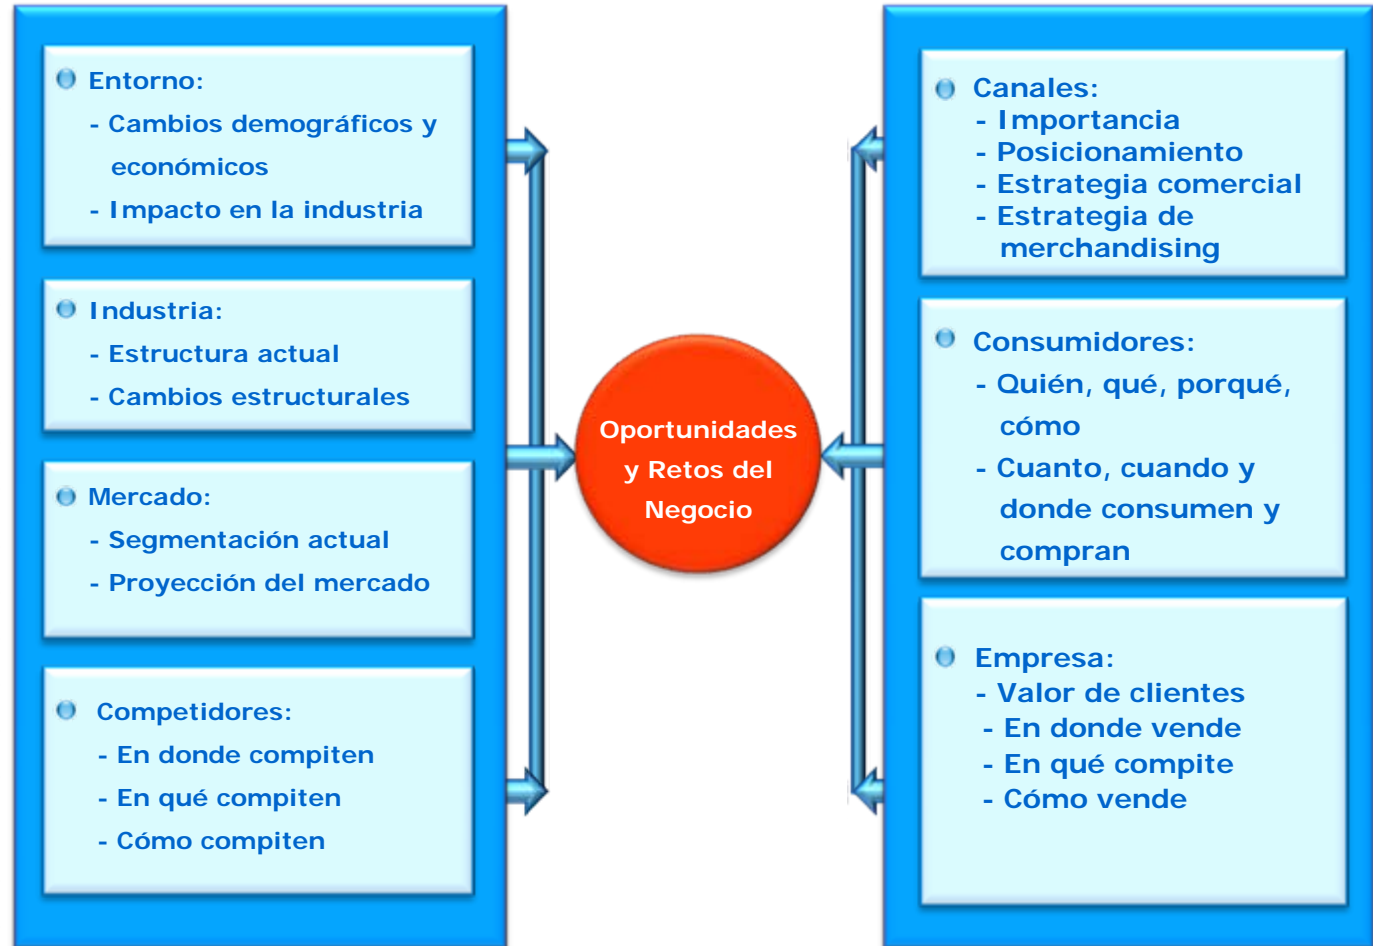 Entorno:
- Cambios demográficos y
económicos
- Impacto en la industria
Industria:
- Estructura actual
- Cambios estructurales
Mercado:
- Segmentación actual
- Proyección del mercado
Competidores:
- En donde compiten
- En qué compiten
- Cómo compiten
Oportunidades
y Retos del
Negocio
Canales:
- Importancia
- Posicionamiento
- Estrategia comercial
- Estrategia de
merchandising
Consumidores:
- Quién, qué, porqué,
cómo
- Cuanto, cuando y
donde consumen y
compran
Empresa:
- Valor de clientes
- En donde vende
- En qué compite
- Cómo vende